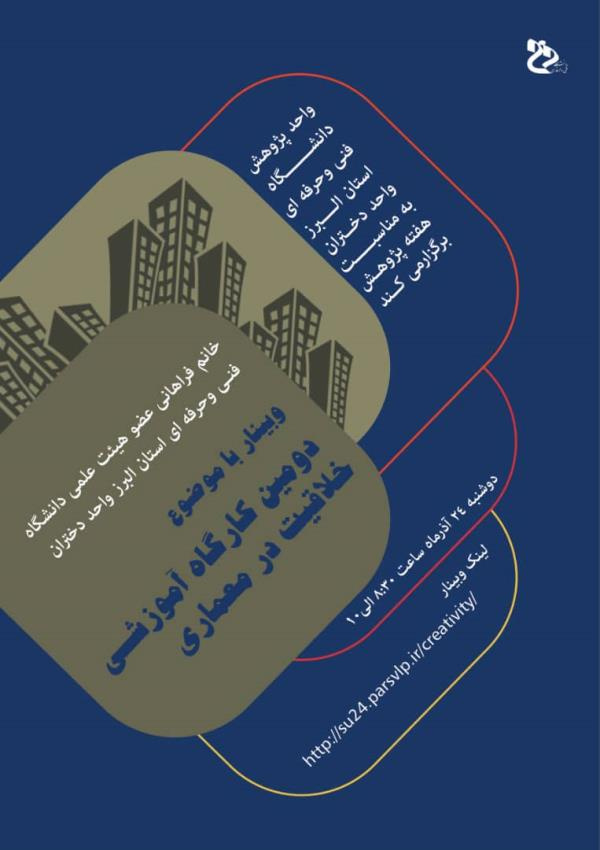 واحد پژوهش
دانشگاه
فنی وحرفه ای
استان البرز
واحد دختران
به مناسبت
هفته پژوهش
برگزارمی کند
خانم فراهانی عضو هیئت علمی دانشگاه
فنی وحرفه ای استان البرز واحد دختران
وبینار با موضوع
دومین کارگاه آموزشی
خلاقیت در معماری
دوشنبه ۲۴ آذرماه ساعت ۸:۳۰ الی۱۰
لینک وبینار
http://su24.parsvlp.ir/creativity/